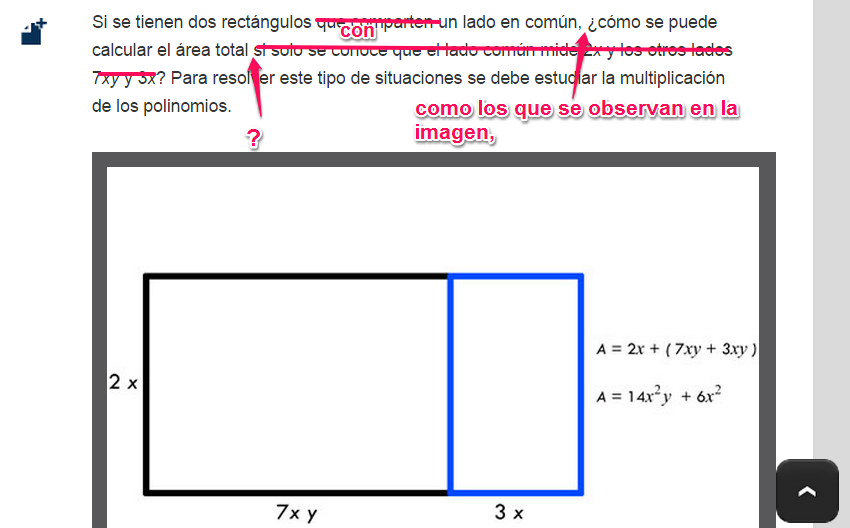 Si se tienen dos rectángulos que comparten un lado en común, ¿cómo se puede
con
calcular el área total si solo se conoce que el lado común mide 2x y los otros lados
7xy y 3x? Para resolver este tipo de situaciones se debe estudiar la multiplicación
de los polinomios.
como los que se observan en la
imagen,
?
A = 2x + ( 7xy + 3xy )
2 x
A = 14x²y + 6x²
7x y
3 x